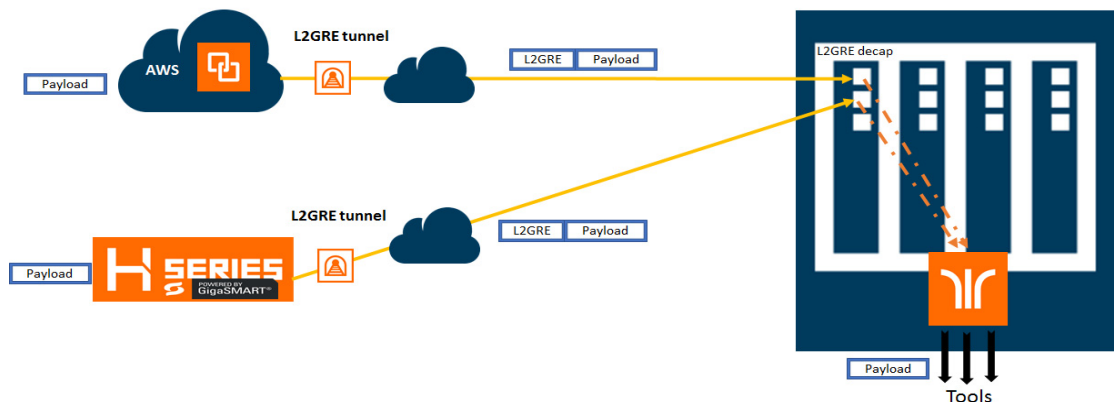 L2GRE tunnel
AWS
Payload
L2GRE Payload
L2GRE decap
L2GRE tunnel
L2GRE Payload
Payload
H SERIES
POWERED BY
GigaSMART®
Payload
Tools